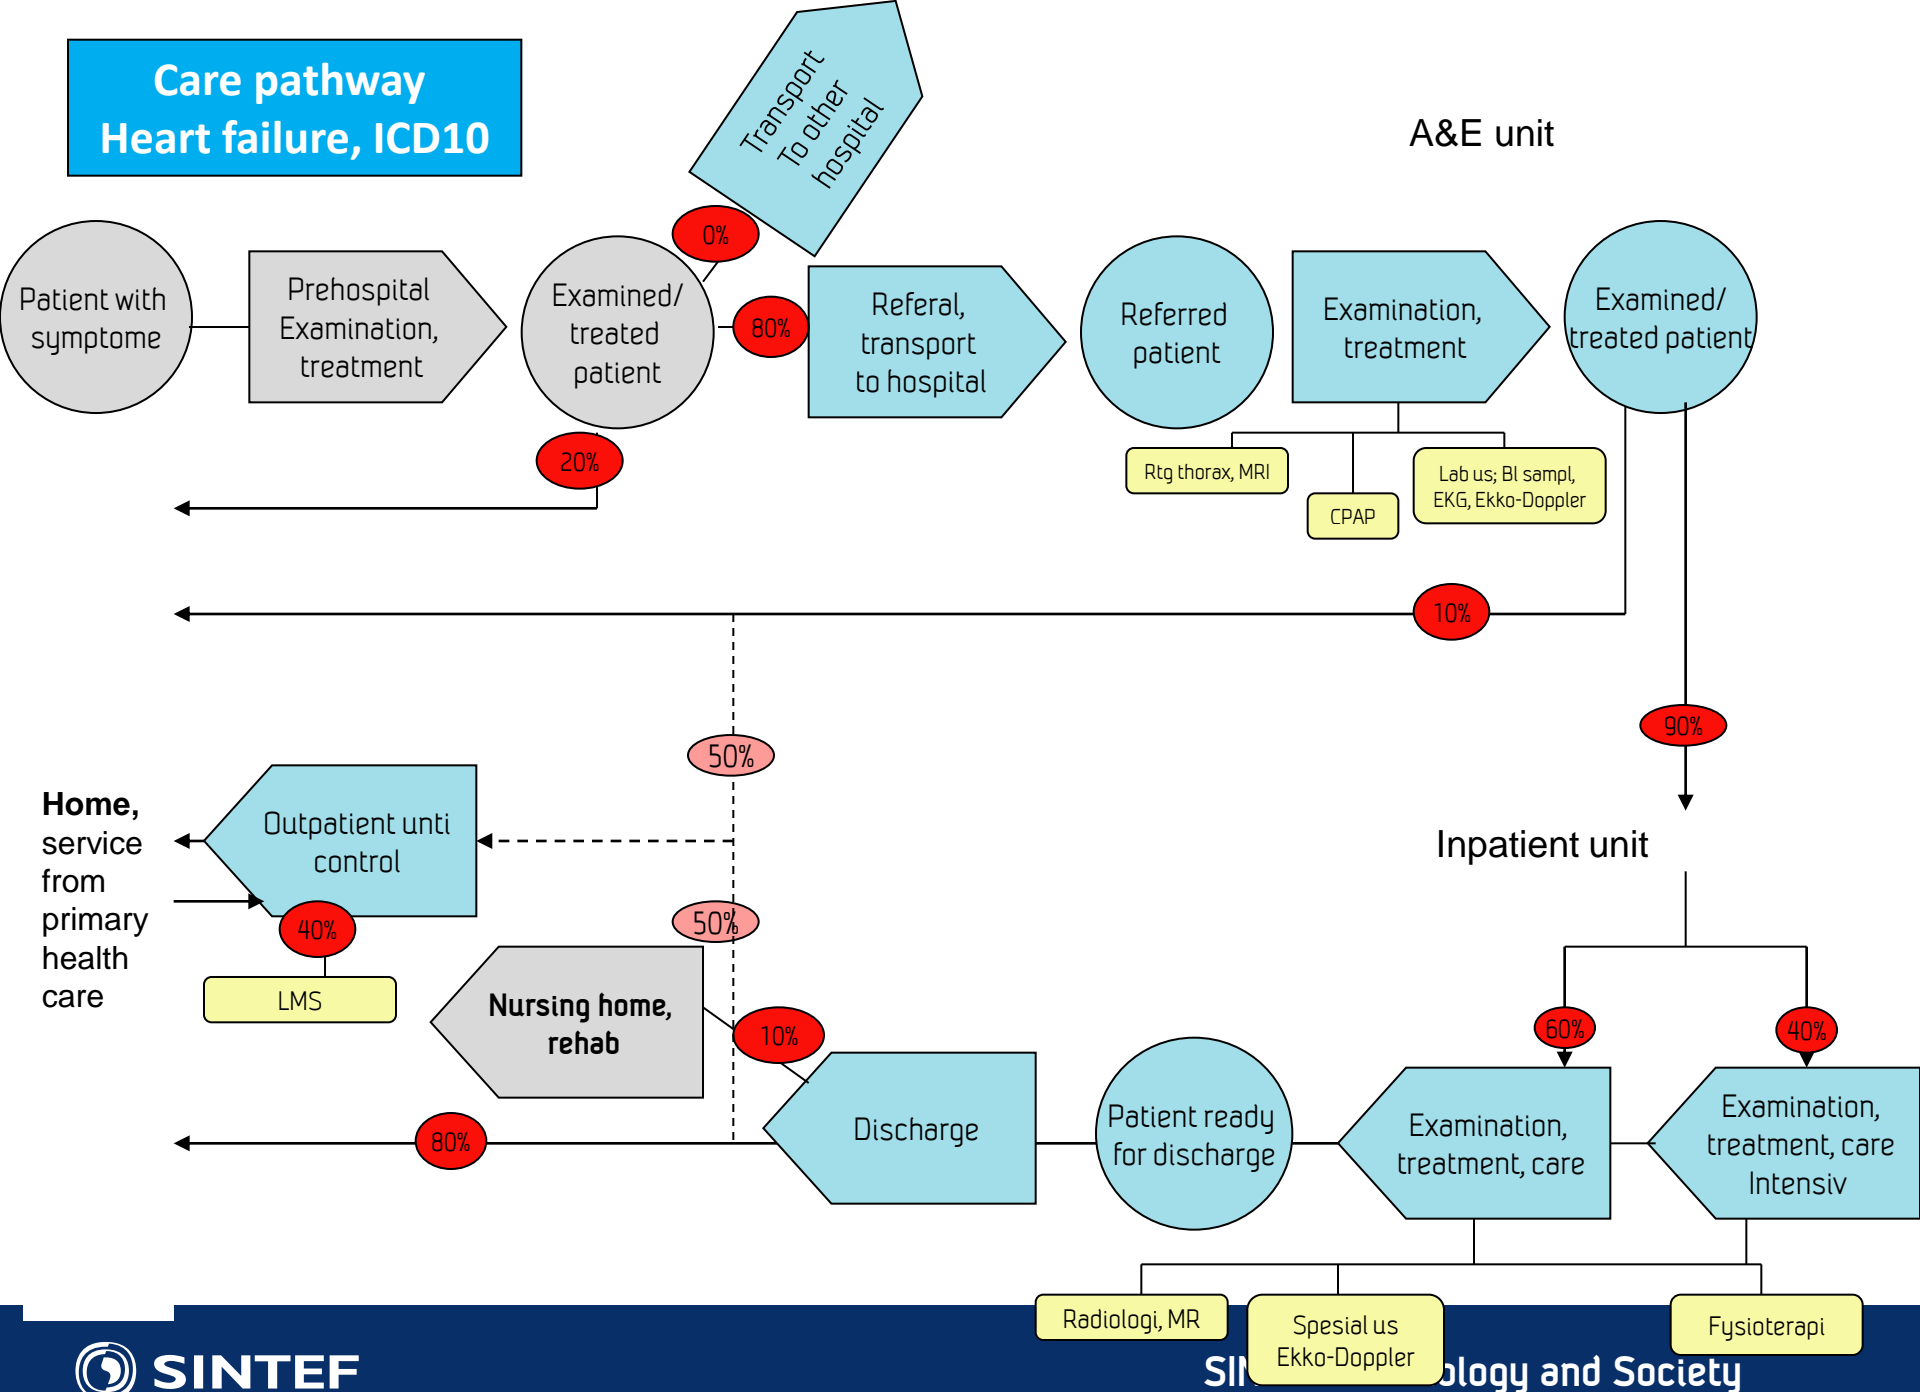 Care pathway
Heart failure, ICD10
Transport
To other
hospital
A&E unit
0%
Patient with
symptome
Prehospital
Examination,
treatment
Examined/
treated
patient
80%
Referal,
transport
to hospital
Referred
patient
Examination,
treatment
Examined/
treated patient
20%
Rtg thorax, MRI
CPAP
Lab us; Bl sampl,
EKG, Ekko-Doppler
10%
90%
50%
Home,
service
from
primary
health
care
Outpatient unti
control
40%
LMS
50%
Inpatient unit
Nursing home,
rehab
10%
60%
40%
Discharge
Patient ready
for discharge
Examination,
treatment, care
Examination,
treatment, care
Intensiv
80%
Radiologi, MR
Spesial us
Ekko-Doppler
Fysioterapi
SINTEF
and Society